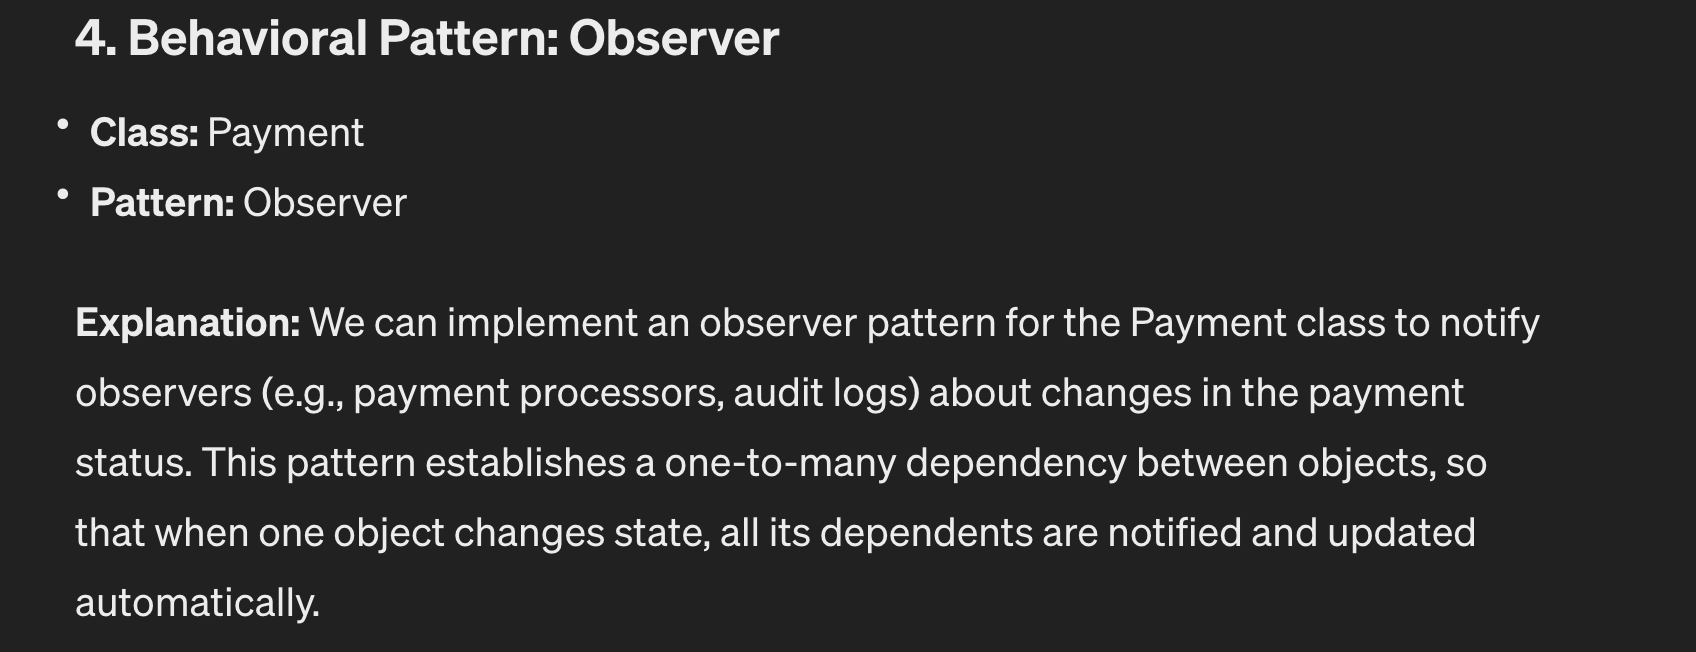 4. Behavioral Pattern: Observer
• Class: Payment
• Pattern: Observer
Explanation: We can implement an observer pattern for the Payment class to notify
observers (e.g., payment processors, audit logs) about changes in the payment
status. This pattern establishes a one-to-many dependency between objects, so
that when one object changes state, all its dependents are notified and updated
automatically.